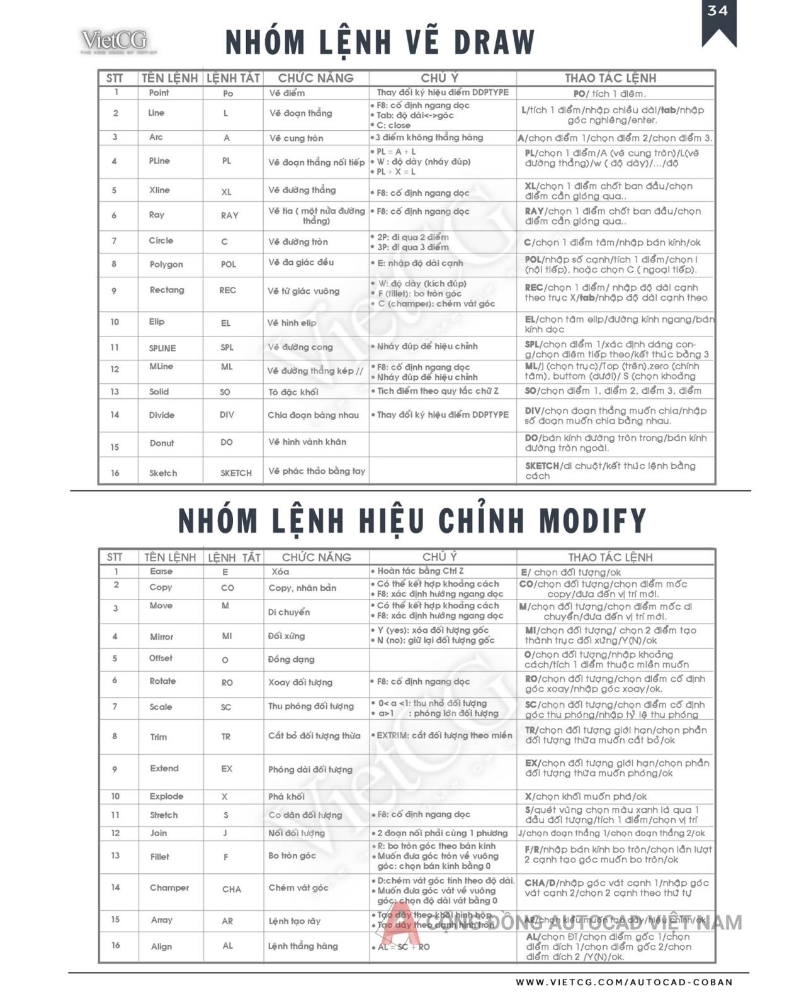 34
VietCG
NHÓM LỆNH VẼ DRAW
STT TÊN LỆNH LỆNH TẮT CHỨC NĂNG CHÚ Ý THAO TÁC LỆNH
1 Point Po Vẽ điểm Thay đổi ký hiệu điểm DDPTYPE PO/ tích 1 điểm.
2 Line L Vẽ đoạn thẳng
• F8: cố định ngang dọc
• Tab: độ dài<->góc
• C: close
L/tích 1 điểm/nhập chiều dài/tab/nhập
góc nghiêng/enter.
3 Arc A Vẽ cung tròn • 3 điểm không thẳng hàng A/chọn điểm 1/chọn điểm 2/chọn điểm 3.
4 PLine PL Vẽ đoạn thẳng nối tiếp
• PL = A + L
• W : độ dày (nháy đúp)
• PL + X = L
PL/chọn 1 điểm/A (vẽ cung tròn)/L(vẽ
đường thẳng)/w ( độ dày)/.../độ
5 Xline XL Vẽ đường thẳng • F8: cố định ngang dọc
XL/chọn 1 điểm chốt ban đầu/chọn
điểm cần gióng qua..
6 Ray RAY Vẽ tia ( một nửa đường
thẳng)
• F8: cố định ngang dọc
RAY/chọn 1 điểm chốt ban đầu/chọn
điểm cần gióng qua..
7 Circle C Vẽ đường tròn
• 2P: đi qua 2 điểm
• 3P: đi qua 3 điểm
C/chọn 1 điểm tâm/nhập bán kính/ok
8 Polygon POL Vẽ đa giác đều • E: nhập độ dài cạnh
POL/nhập số cạnh/tích 1 điểm/chọn I
(nội tiếp), hoặc chọn C ( ngoại tiếp).
9 Rectang REC Vẽ tứ giác vuông
• W: độ dày (kích đúp)
• F (fillet): bo tròn góc
• C (champer): chém vát góc
REC/chọn 1 điểm/ nhập độ dài cạnh
theo trục X/tab/nhập độ dài cạnh theo
10 Elip EL Vẽ hình elip
EL/chọn tâm elip/đường kính ngang/bán
kính dọc
11 SPLINE SPL Vẽ đường cong • Nháy đúp để hiệu chỉnh
SPL/chọn điểm 1/xác định dáng con-
g/chọn điểm tiếp theo/kết thúc bằng 3
12 MLine ML Vẽ đường thẳng kép //
• F8: cố định ngang dọc
• Nháy đúp để hiệu chỉnh
ML/J (chọn trục)/Top (trên),zero (chính
tâm), buttom (dưới)/ S (chọn khoảng
13 Solid SO Tô đặc khối • Tích điểm theo quy tắc chữ Z SO/chọn điểm 1, điểm 2, điểm 3, điểm
14 Divide DIV Chia đoạn bằng nhau • Thay đổi ký hiệu điểm DDPTYPE
DIV/chọn đoạn thẳng muốn chia/nhập
số đoạn muốn chia bằng nhau.
15 Donut DO Vẽ hình vành khăn
DO/bán kính đường tròn trong/bán kính
đường tròn ngoài.
16 Sketch SKETCH Vẽ phác thảo bằng tay
SKETCH/di chuột/kết thúc lệnh bằng
cách
NHÓM LỆNH HIỆU CHỈNH MODIFY
STT TÊN LỆNH LỆNH TẮT CHỨC NĂNG CHÚ Ý THAO TÁC LỆNH
1 Earse E Xóa • Hoàn tác bằng Ctrl Z E/ chọn đối tượng/ok
2 Copy CO Copy, nhân bản
• Có thể kết hợp khoảng cách
• F8: xác định hướng ngang dọc
CO/chọn đối tượng/chọn điểm mốc
copy/đưa đến vị trí mới.
3 Move M Di chuyển
• Có thể kết hợp khoảng cách
• F8: xác định hướng ngang dọc
M/chọn đối tượng/chọn điểm mốc di
chuyển/đưa đến vị trí mới.
4 Mirror MI Đối xứng
• Y (yes): xóa đối tượng gốc
• N (no): giữ lại đối tượng gốc
MI/chọn đối tượng/ chọn 2 điểm tạo
thành trục đối xứng/Y(N)/ok
5 Offset O Đồng dạng
O/chọn đối tượng/nhập khoảng
cách/tích 1 điểm thuộc miền muốn
6 Rotate RO Xoay đối tượng • F8: cố định ngang dọc
RO/chọn đối tượng/chọn điểm cố định
góc xoay/nhập góc xoay/ok.
7 Scale SC Thu phóng đối tượng
• 0< a <1: thu nhỏ đối tượng
• a>1 : phóng lớn đối tượng
SC/chọn đối tượng/chọn điểm cố định
góc thu phóng/nhập tỷ lệ thu phóng
8 Trim TR Cắt bỏ đối tượng thừa • EXTRIM: cắt đối tượng theo miền
TR/chọn đối tượng giới hạn/chọn phần
đối tượng thừa muốn cắt bỏ/ok
9 Extend EX Phóng dài đối tượng
EX/chọn đối tượng giới hạn/chọn phần
đối tượng thừa muốn phóng/ok
10 Explode X Phá khối X/chọn khối muốn phá/ok
11 Stretch S Co dãn đối tượng • F8: cố định ngang dọc
S/quét vùng chọn màu xanh lá qua 1
đầu đối tượng/tích 1 điểm/chọn vị trí
12 Join J Nối đối tượng • 2 đoạn nối phải cùng 1 phương J/chọn đoạn thẳng 1/chọn đoạn thẳng 2/ok
13 Fillet F Bo tròn góc
• R: bo tròn góc theo bán kính
• Muốn đưa góc tròn về vuông
góc: chọn bán kính bằng 0
F/R/nhập bán kính bo tròn/chọn lần lượt
2 cạnh tạo góc muốn bo tròn/ok
14 Champer CHA Chém vát góc
• D:chém vát góc tính theo độ dài.
• Muốn đưa góc vát về vuông
góc: chọn độ dài vát bằng 0
CHA/D/nhập góc vát cạnh 1/nhập góc
vát cạnh 2/chọn 2 cạnh theo thứ tự
15 Array AR Lệnh tạo rãy
• Tạo dãy theo khối hình hộp
• Tạo dãy theo dạnh hình tròn
AR/chọn kiểu muốn tạo dãy/hiệu chỉnh/ok
CỘNG ĐỒNG AUTOCAD VIỆT NAM
16 Align AL Lệnh thẳng hàng • AL = SC + RO
AL/chọn ĐT/chọn điểm gốc 1/chọn
điểm đích 1/chọn điểm gốc 2/chọn
điểm đích 2 /Y(N)/ok.
WWW.VIETCG.COM/AUTOCAD-COBAN